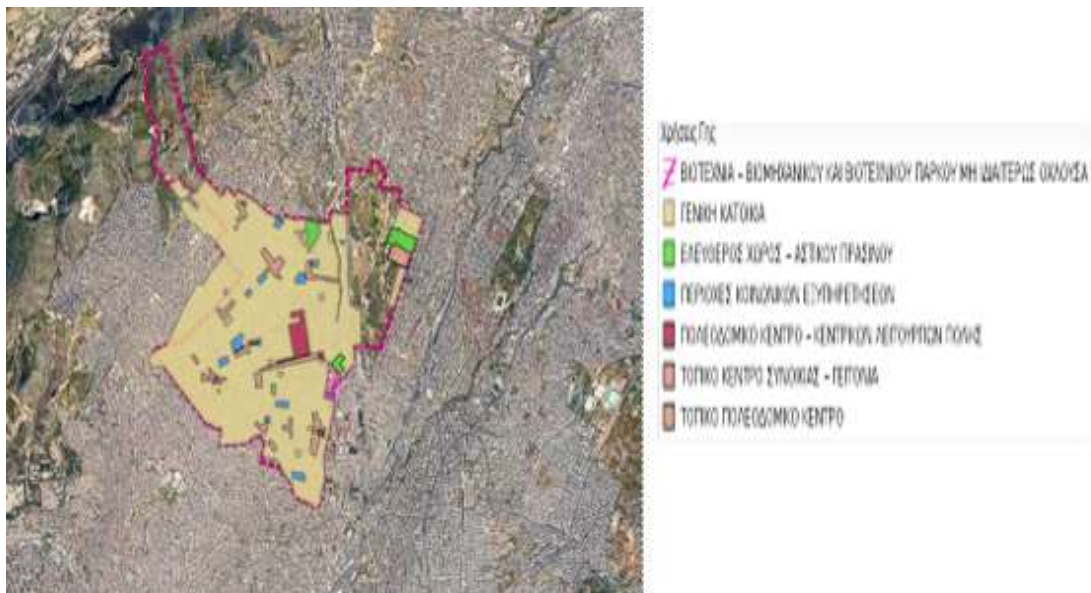 Χρήσεις Γης
ΒΙΟΤΕΧΝΙΑ - ΒΙΟΜΗΧΑΝΙΚΟΥ ΚΑΙ ΒΙΟΤΕΧΝΙΚΟΥ ΠΑΡΚΟΥ ΜΗ ΙΔΙΑΙΤΕΡΩΣ ΟΧΛΟΥΣΑ
ΓΕΝΙΚΗ ΚΑΤΟΙΚΙΑ
ΕΛΕΥΘΕΡΟΣ ΧΩΡΟΣ - ΑΣΤΙΚΟΥ ΠΡΑΣΙΝΟΥ
ΠΕΡΙΟΧΕΣ ΚΟΙΝΩΝΙΚΩΝ ΕΞΥΠΗΡΕΤΗΣΕΩΝ
ΠΟΛΕΟΔΟΜΙΚΟ ΚΕΝΤΡΟ - ΚΕΝΤΡΙΚΩΝ ΛΕΙΤΟΥΡΓΙΩΝ ΠΟΛΗΣ
ΤΟΠΙΚΟ ΚΕΝΤΡΟ ΣΥΝΟΙΚΙΑΣ - ΓΕΙΤΟΝΙΑ
ΤΟΠΙΚΟ ΠΟΛΕΟΔΟΜΙΚΟ ΚΕΝΤΡΟ